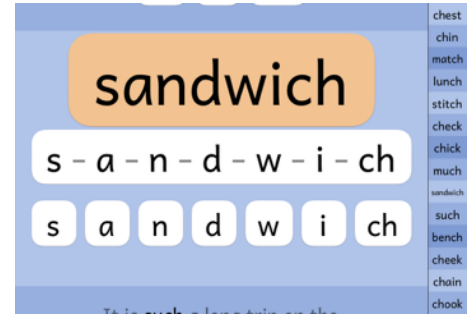 sandwich
s - a - n - d - w - i - ch
s a n d w i ch
It is such a long trip on the
chest
chin
match
lunch
stitch
check
chick
much
sandwich
such
bench
cheek
chain
chook